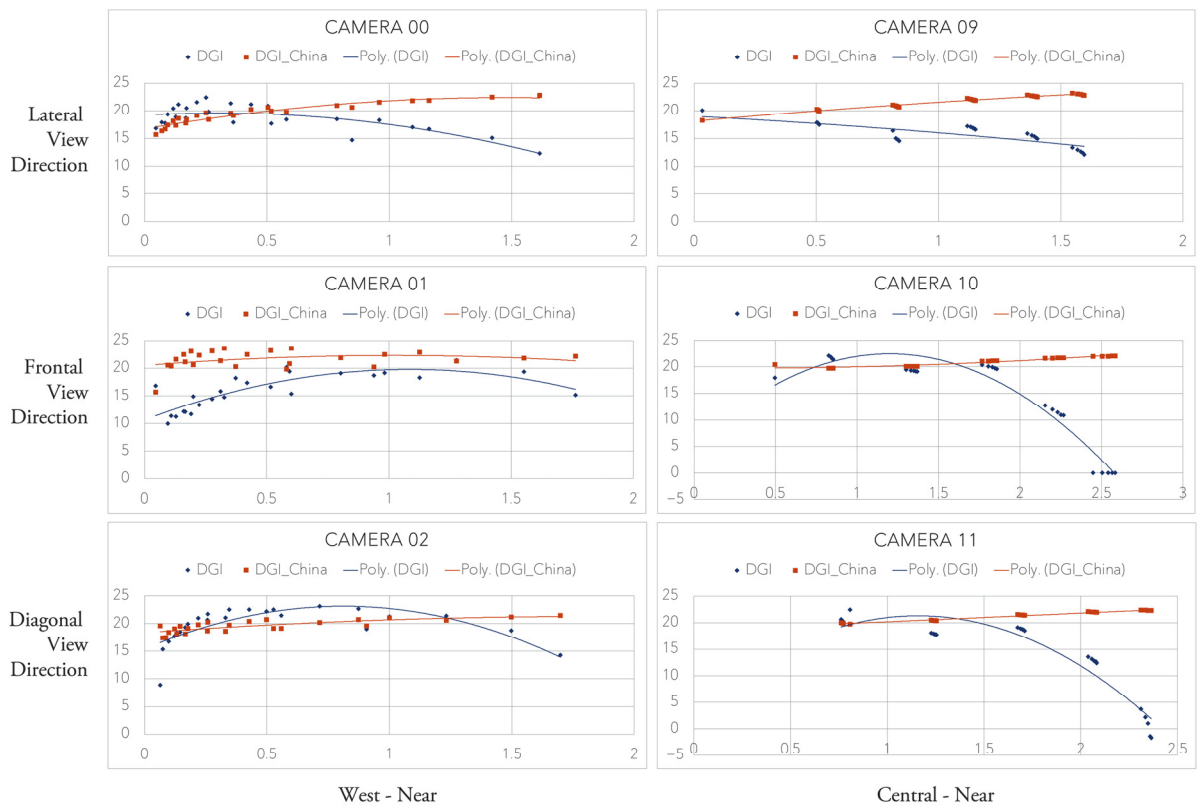 CAMERA 00
DGI DGI_China Poly. (DGI) Poly. (DGI_China)
25
20
15
10
5
0
0 0.5 1 1.5 2
Lateral
View
Direction
CAMERA 09
DGI DGI_China Poly. (DGI) Poly. (DGI_China)
25
20
15
10
5
0
0 0.5 1 1.5 2
CAMERA 01
DGI DGI_China Poly. (DGI) Poly. (DGI_China)
25
20
15
10
5
0
0 0.5 1 1.5 2
Frontal
View
Direction
CAMERA 10
DGI DGI_China Poly. (DGI) Poly. (DGI_China)
25
20
15
10
5
0
−5
0 0.5 1 1.5 2 2.5 3
CAMERA 02
DGI DGI_China Poly. (DGI) Poly. (DGI_China)
25
20
15
10
5
0
0 0.5 1 1.5 2
Diagonal
View
Direction
CAMERA 11
DGI DGI_China Poly. (DGI) Poly. (DGI_China)
25
20
15
10
5
0
−5
0 0.5 1 1.5 2 2.5
West - Near
Central - Near